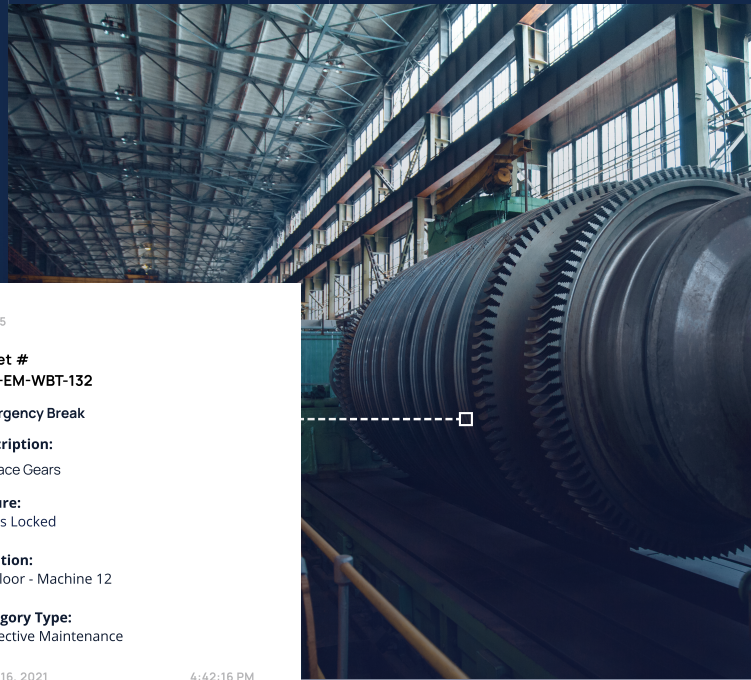 5
et #
-EM-WBT-132
rgency Break
ription:
ace Gears
ure:
s Locked
tion:
loor - Machine 12
gory Type:
ective Maintenance
16, 2021 4:42:16 PM